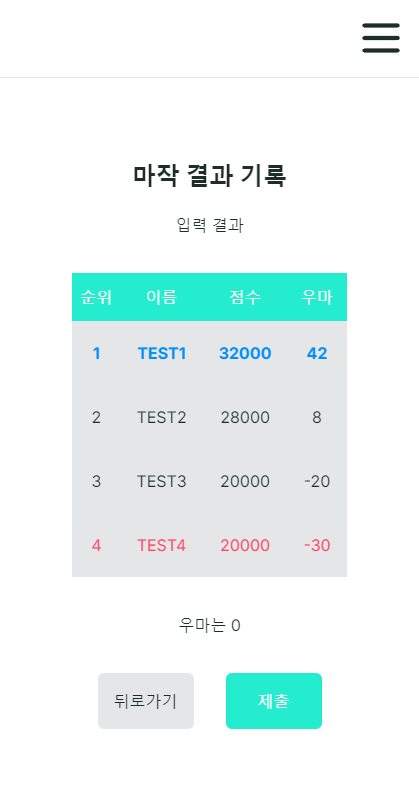 마작 결과 기록
입력 결과
순위 이름 점수 우마
1 TEST1 32000 42
2 TEST2 28000 8
3 TEST3 20000 -20
4 TEST4 20000 -30
우마는 0
뒤로가기 제출